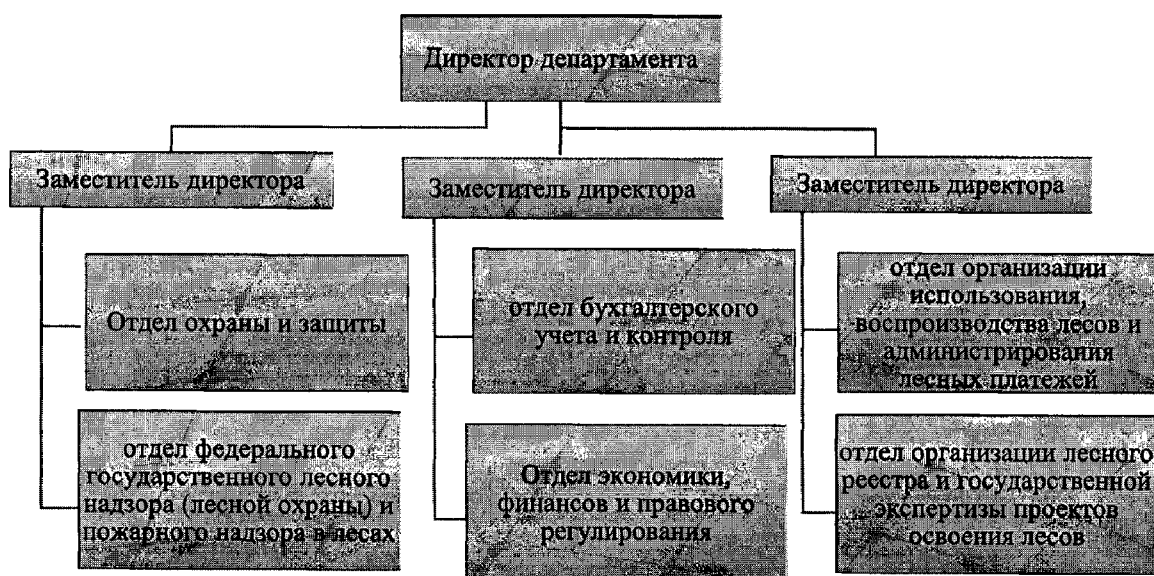 Директор департамента
Заместитель директора
Заместитель директора
Заместитель директора
Отдел охраны и защиты
отдел федерального
государственного лесного
надзора (лесной охраны) и
пожарного надзора в лесах
отдел бухгалтерского
учета и контроля
Отдел экономики,
финансов и правового
регулирования
отдел организации
использования,
воспроизводства лесов и
администрирования
лесных платежей
отдел организации лесного
реестра и государственной
экспертизы проектов
освоения лесов